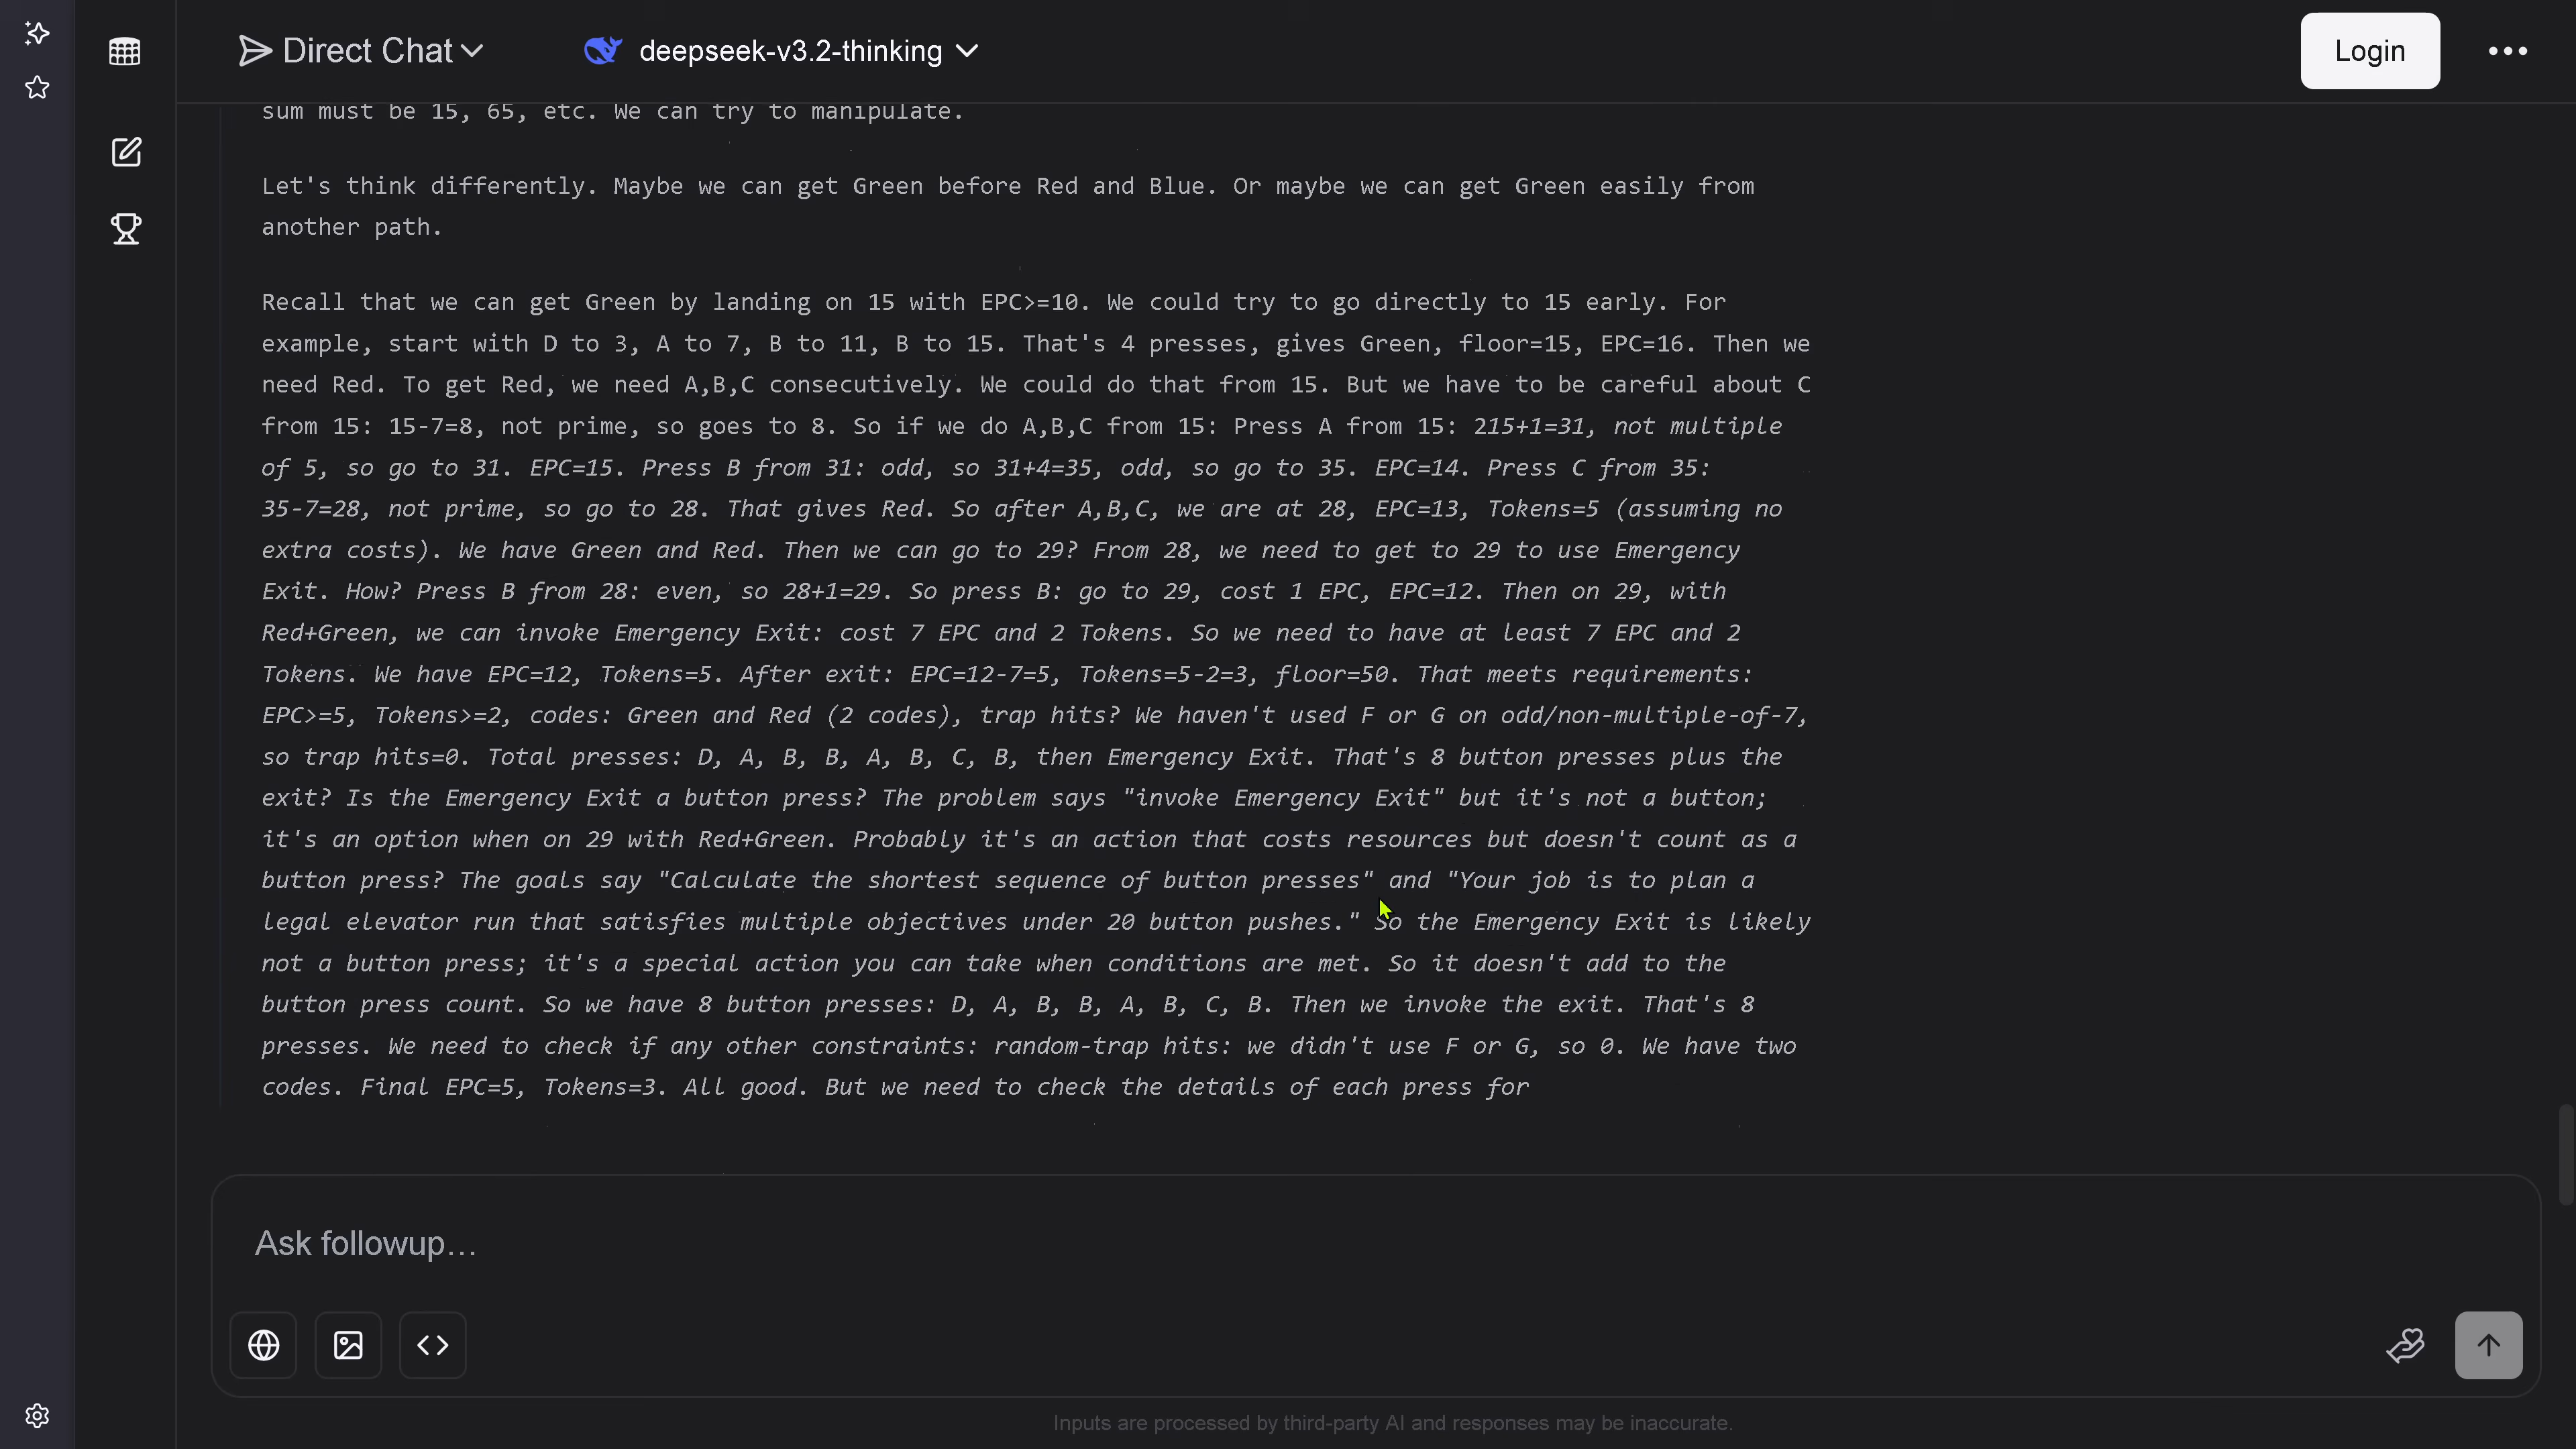 Direct Chat
deepseek-v3.2-thinking
Login
sum must be 15, 65, etc. We can try to manipulate.
Let's think differently. Maybe we can get Green before Red and Blue. Or maybe we can get Green easily from
another path.
Recall that we can get Green by landing on 15 with EPC>=10. We could try to go directly to 15 early. For
example, start with D to 3, A to 7, B to 11, B to 15. That's 4 presses, gives Green, floor=15, EPC=16. Then we
need Red. To get Red, we need A,B,C consecutively. We could do that from 15. But we have to be careful about C
from 15: 15-7=8, not prime, so goes to 8. So if we do A,B,C from 15: Press A from 15: 215+1=31, not multiple
of 5, so go to 31. EPC=15. Press B from 31: odd, so 31+4=35, odd, so go to 35. EPC=14. Press C from 35:
35-7=28, not prime, so go to 28. That gives Red. So after A,B,C, we are at 28, EPC=13, Tokens=5 (assuming no
extra costs). We have Green and Red. Then we can go to 29? From 28, we need to get to 29 to use Emergency
Exit. How? Press B from 28: even, so 28+1=29. So press B: go to 29, cost 1 EPC, EPC=12. Then on 29, with
Red+Green, we can invoke Emergency Exit: cost 7 EPC and 2 Tokens. So we need to have at least 7 EPC and 2
Tokens. We have EPC=12, Tokens=5. After exit: EPC=12-7=5, Tokens=5-2=3, floor=50. That meets requirements:
EPC>=5, Tokens>=2, codes: Green and Red (2 codes), trap hits? We haven't used F or G on odd/non-multiple-of-7,
so trap hits=0. Total presses: D, A, B, B, A, B, C, B, then Emergency Exit. That's 8 button presses plus the
exit? Is the Emergency Exit a button press? The problem says "invoke Emergency Exit" but it's not a button;
it's an option when on 29 with Red+Green. Probably it's an action that costs resources but doesn't count as a
button press? The goals say "Calculate the shortest sequence of button presses" and "Your job is to plan a
legal elevator run that satisfies multiple objectives under 20 button pushes." So the Emergency Exit is likely
not a button press; it's a special action you can take when conditions are met. So it doesn't add to the
button press count. So we have 8 button presses: D, A, B, B, A, B, C, B. Then we invoke the exit. That's 8
presses. We need to check if any other constraints: random-trap hits: we didn't use F or G, so 0. We have two
codes. Final EPC=5, Tokens=3. All good. But we need to check the details of each press for
Ask followup…
Inputs are processed by third-party AI and responses may be inaccurate.